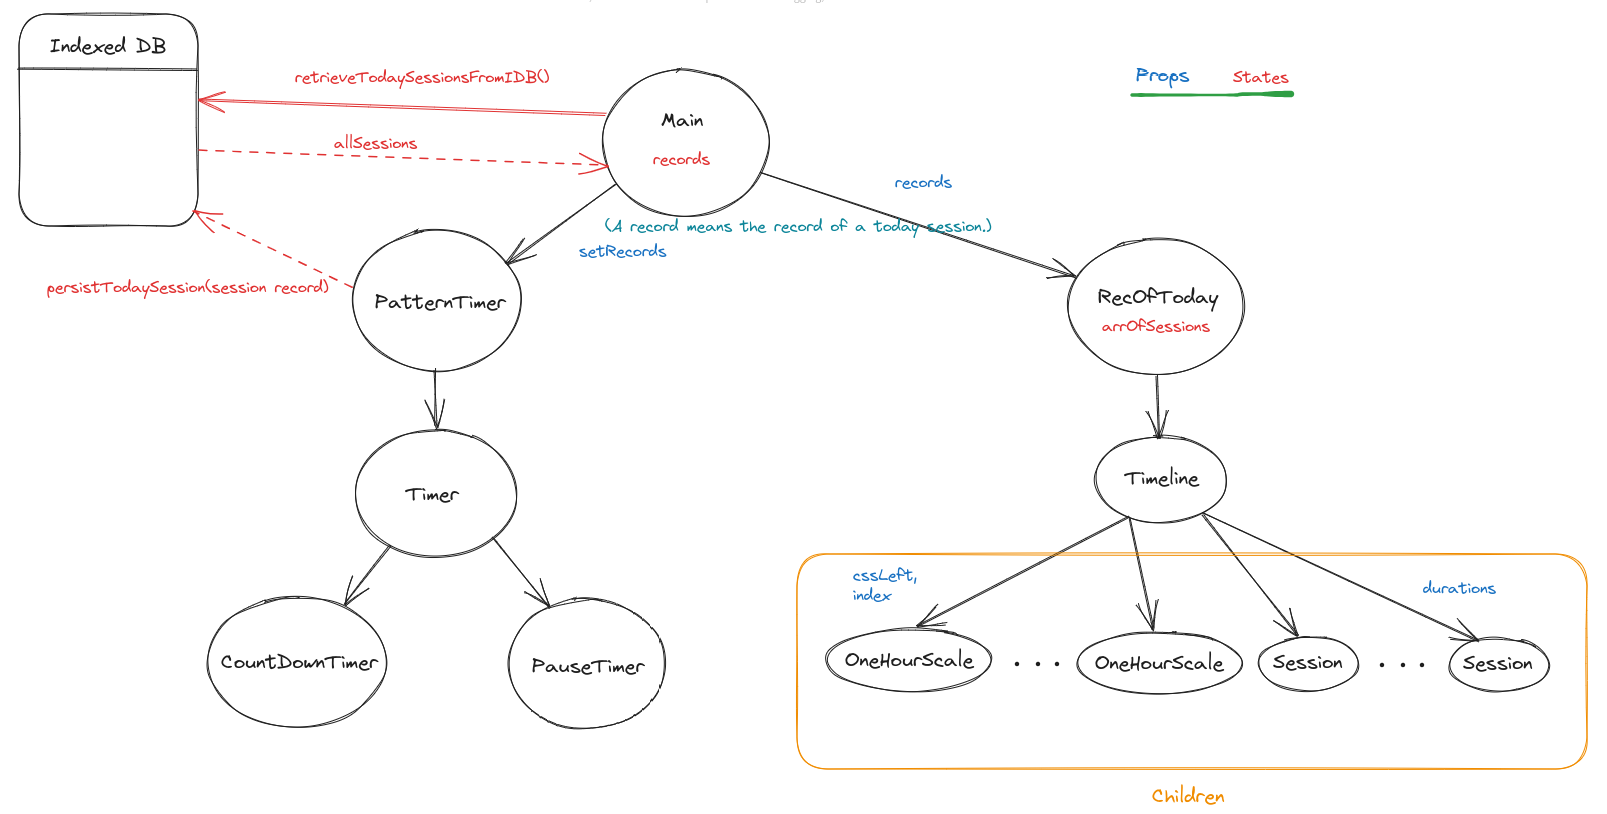 Indexed DB
retrieveTodaySessionsFromIDB()
Props
States
Main
allSessions
records
records
(A record means the record of a today session.)
setRecords
persistTodaySession(session record)
PatternTimer
RecOfToday
arrOfSessions
Timer
Timeline
cssLeft,
index
durations
CountDownTimer
PauseTimer
OneHourScale
. . .
OneHourScale
Session
. . .
Session
Children